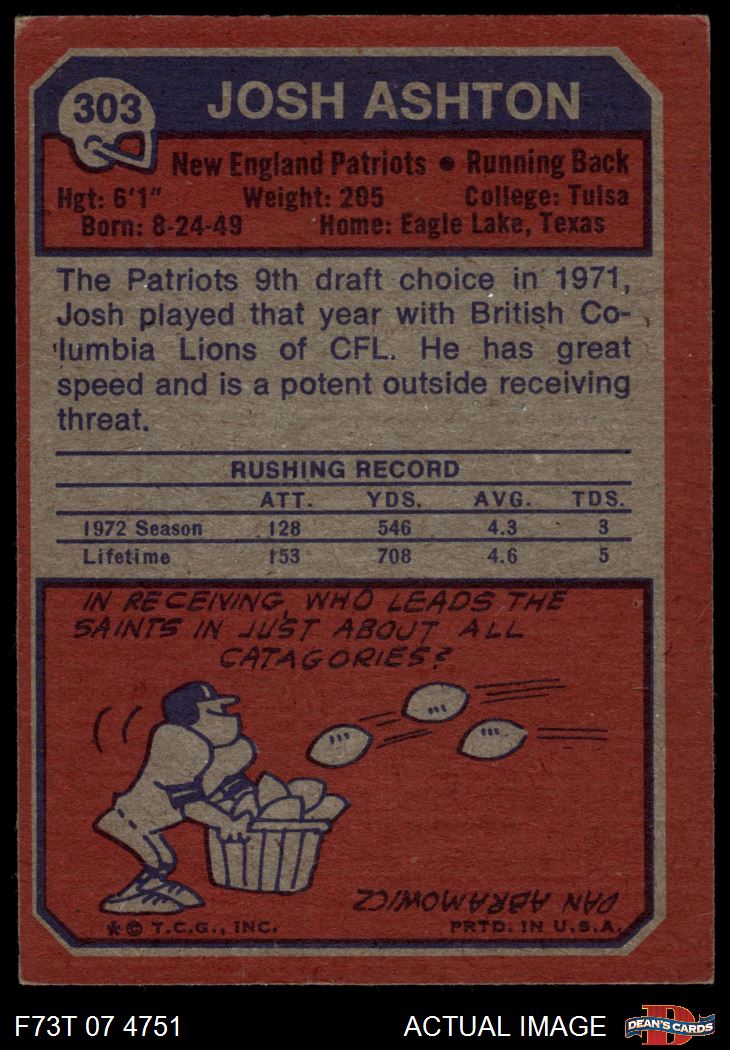 303
JOSH ASHTON
New England Patriots • Running Back
Hgt: 6'1" Weight: 205 College: Tulsa
Born: 8-24-49 Home: Eagle Lake, Texas
The Patriots 9th draft choice in 1971,
Josh played that year with British Co-
lumbia Lions of CFL. He has great
speed and is a potent outside receiving
threat.
RUSHING RECORD
ATT. YDS. AVG. TDS.
1972 Season 128 546 4.3 3
Lifetime 153 708 4.6 5
IN RECEIVING, WHO LEADS THE
SAINTS IN JUST ABOUT ALL
CATAGORIES?
DAN ABRAMOWICZ
* © T.C.G., INC. PRTD. IN U.S.A.
F73T 07 4751 ACTUAL IMAGE
D
DEAN'S CARDS